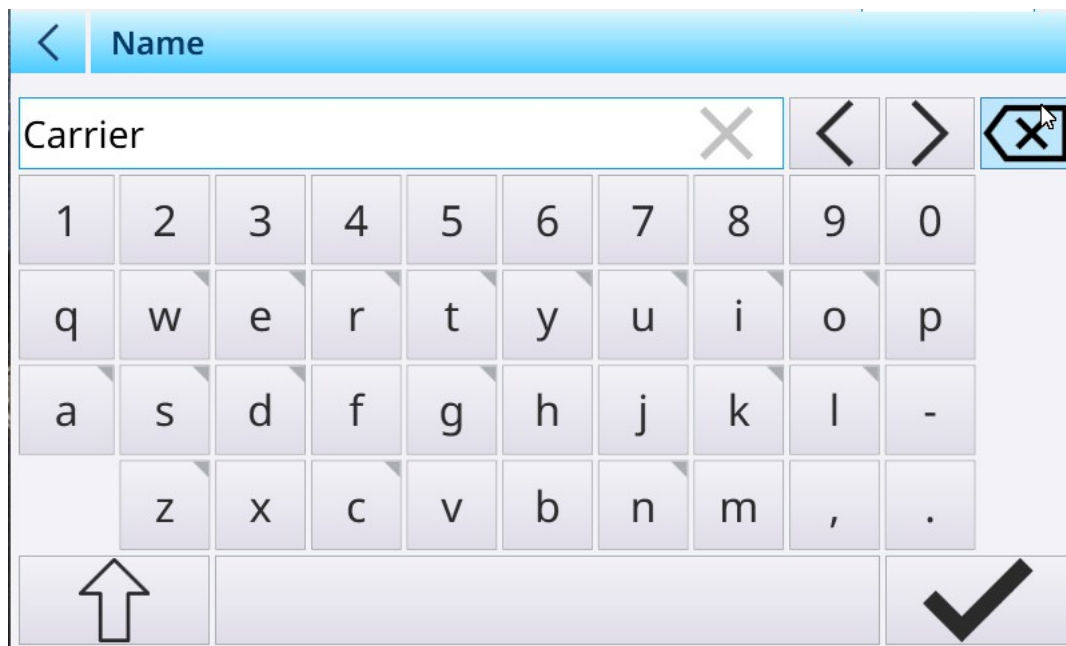 Name
Carrier
1 2 3 4 5 6 7 8 9 0
q w e r t y u i o p
a s d f g h j k l -
z x c v b n m , .